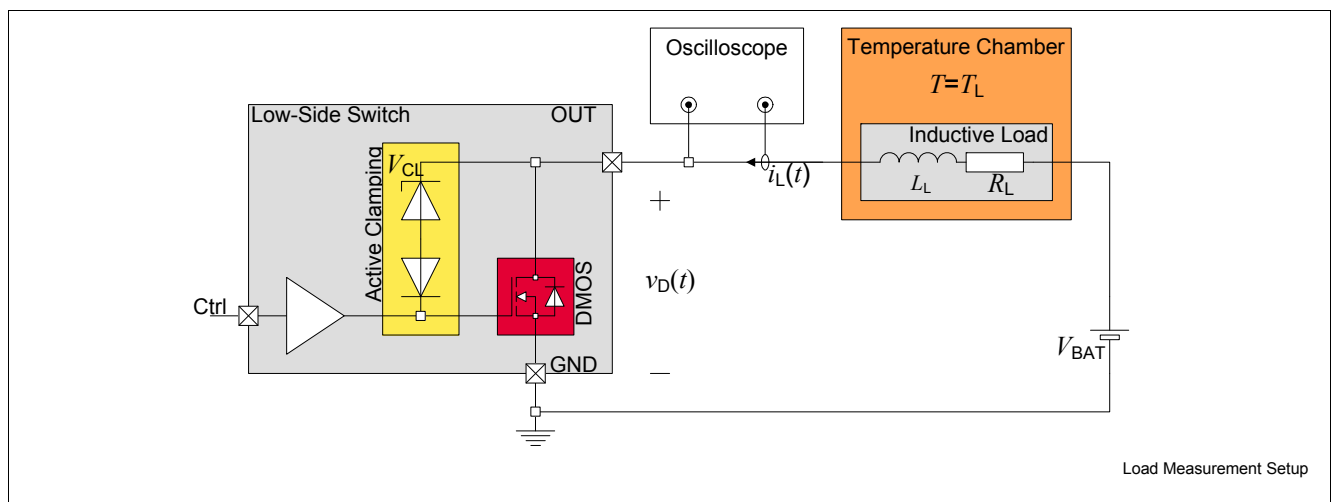 Oscilloscope
Temperature Chamber
T=TL
Low-Side Switch
OUT
Inductive Load
Active Clamping
VCL
iL(t)
LL
RL
+
vD(t)
DMOS
Ctrl
VBAT
GND
—
Load Measurement Setup